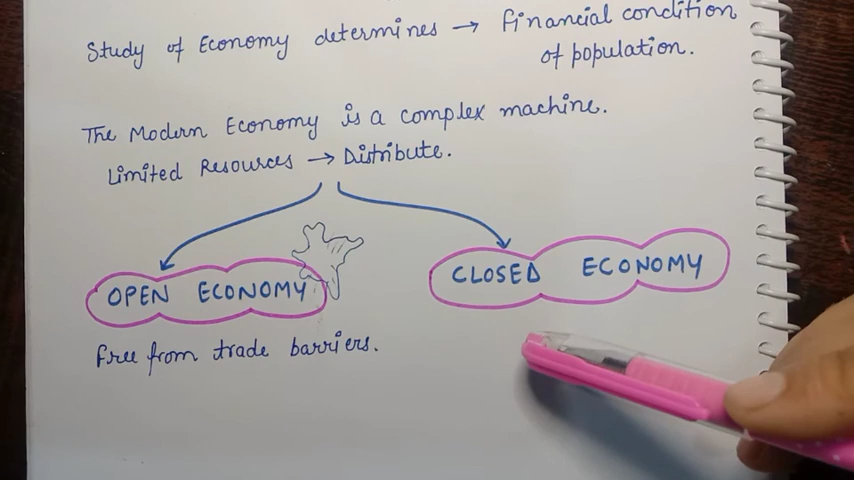 Study of Economy determines → Financial condition
of population.
The Modern Economy is a complex machine.
Limited Resources → Distribute.
OPEN ECONOMY
CLOSED ECONOMY
Free from trade barriers.